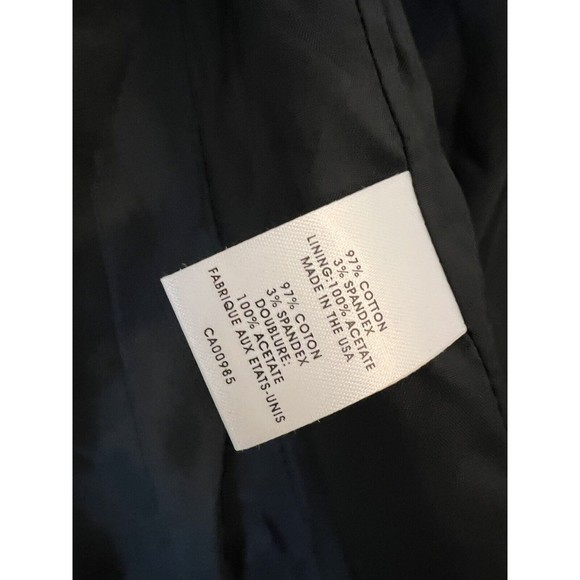 97% COTTON
3% SPANDEX
LINING: 100% ACETATE
MADE IN THE USA
97% COTON
3% SPANDEX
DOUBLURE:
100% ACETATE
FABRIQUE AUX ETATS-UNIS
CA00985